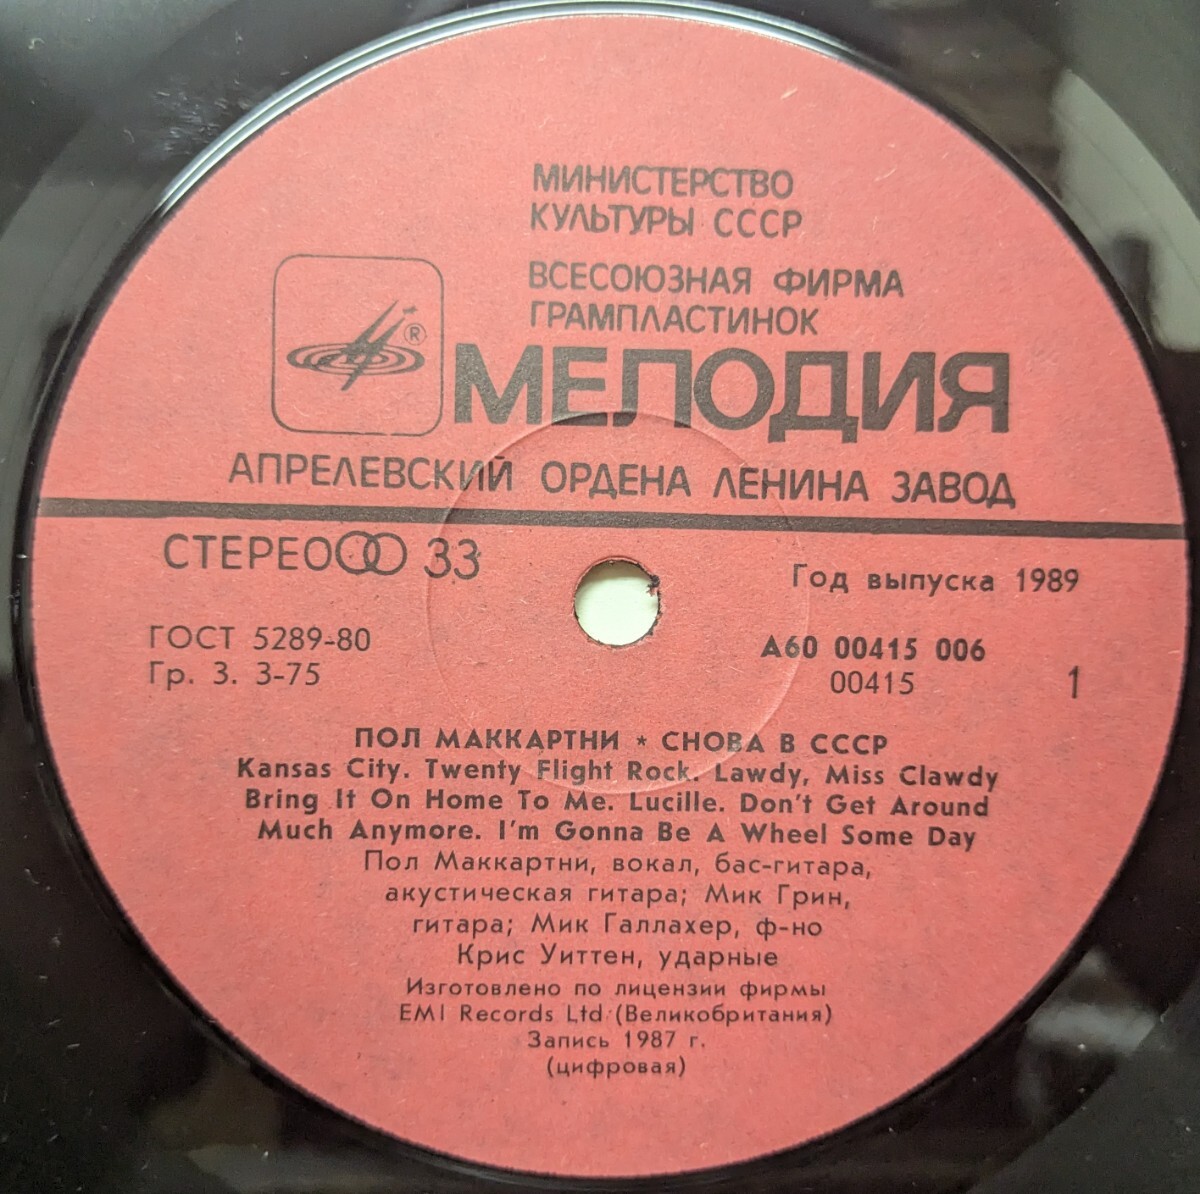 МИНИСТЕРСТВО
КУЛЬТУРЫ СССР
ВСЕСОЮЗНАЯ ФИРМА
ГРАМПЛАСТИНОК
®
МЕЛОДИЯ
АПРЕЛЕВСКИЙ ОРДЕНА ЛЕНИНА ЗАВОД
СТЕРЕО 33
Год выпуска 1989
ГОСТ 5289-80
Гр. 3. 3-75
А60 00415 006
00415
1
ПОЛ МАККАРТНИ ★ СНОВА В СССР
Kansas City. Twenty Flight Rock. Lawdy, Miss Clawdy
Bring It On Home To Me. Lucille. Don't Get Around
Much Anymore. I'm Gonna Be A Wheel Some Day
Пол Маккартни, вокал, бас-гитара,
акустическая гитара; Мик Грин,
гитара; Мик Галлахер, ф-но
Крис Уиттен, ударные
Изготовлено по лицензии фирмы
EMI Records Ltd (Великобритания)
Запись 1987 г.
(цифровая)